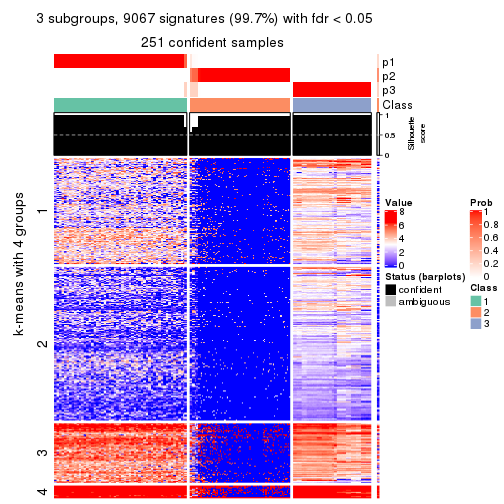 3 subgroups, 9067 signatures (99.7%) with fdr < 0.05
251 confident samples
p1
p2
p3
Class
1
0.5
0
Silhouette
score
k-means with 4 groups
1
2
3
4
Value
8
6
4
2
0
Status (barplots)
confident
ambiguous
Prob
1
0.8
0.6
0.4
0.2
0
Class
1
2
3